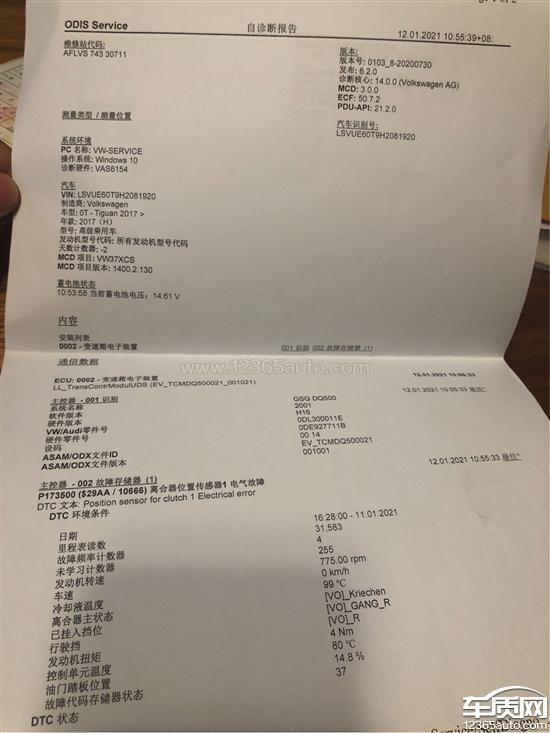 ODIS Service
自诊断报告
12.01.2021 10:55:39+08:
维修站代码:
AFLVS 743 30711
版本:
版本号: 0103_8-20200730
发布: 6.2.0
诊断核心: 14.0.0 (Volkswagen AG)
MCD: 3.0.0
ECF: 50.7.2
PDU-API: 21.2.0
测量类型 / 测量位置
汽车识别号:
LSVUE60T9H2081920
系统环境
PC 名称: VW-SERVICE
操作系统: Windows 10
诊断硬件: VAS6154
汽车
VIN: LSVUE60T9H2081920
制造商: Volkswagen
车型: 0T - Tiguan 2017 >
年款: 2017 (H)
型号: 高级乘用车
发动机型号代码: 所有发动机型号代码
天数计数器: -2
MCD 项目: VW37XCS
MCD 项目版本: 1400.2.130
蓄电池状态
10:53:58 当前蓄电池电压: 14.61 V
内容
安装列表
0002 - 变速箱电子装置
001 识别 002 故障存储器 (1)
通信数据
www.12365auto.com
ECU: 0002 - 变速箱电子装置
LL_TransContrModulUDS (EV_TCMDQ500021_001021)
12.01.2021 10:55:33
主控器 - 001 识别
12.01.2021 10:55:33
系统名称
GSG DQ500
软件版本
2001
硬件版本
H16
VW/Audi零件号
0DL300011E
硬件零件号
0DE927711B
设码
00 14
ASAM/ODX文件ID
EV_TCMDQ500021
ASAM/ODX文件版本
001001
主控器 - 002 故障存储器 (1)
12.01.2021 10:55:33
P173500 ($29AA / 10666) 离合器位置传感器1 电气故障
DTC 文本: Position sensor for clutch 1 Electrical error
DTC 环境条件
日期
16:28:00 - 11.01.2021
里程表读数
31,583
故障频率计数器
4
未学习计数器
255
发动机转速
775.00 rpm
车速
0 km/h
冷却液温度
99 ℃
离合器主状态
[VO]_Kriechen
已挂入挡位
[VO]_GANG_R
行驶挡
[VO]_R
发动机扭矩
4 Nm
控制单元温度
80 ℃
油门踏板位置
14.8 %
故障代码存储器状态
37
DTC 状态
车质网
12365auto.com